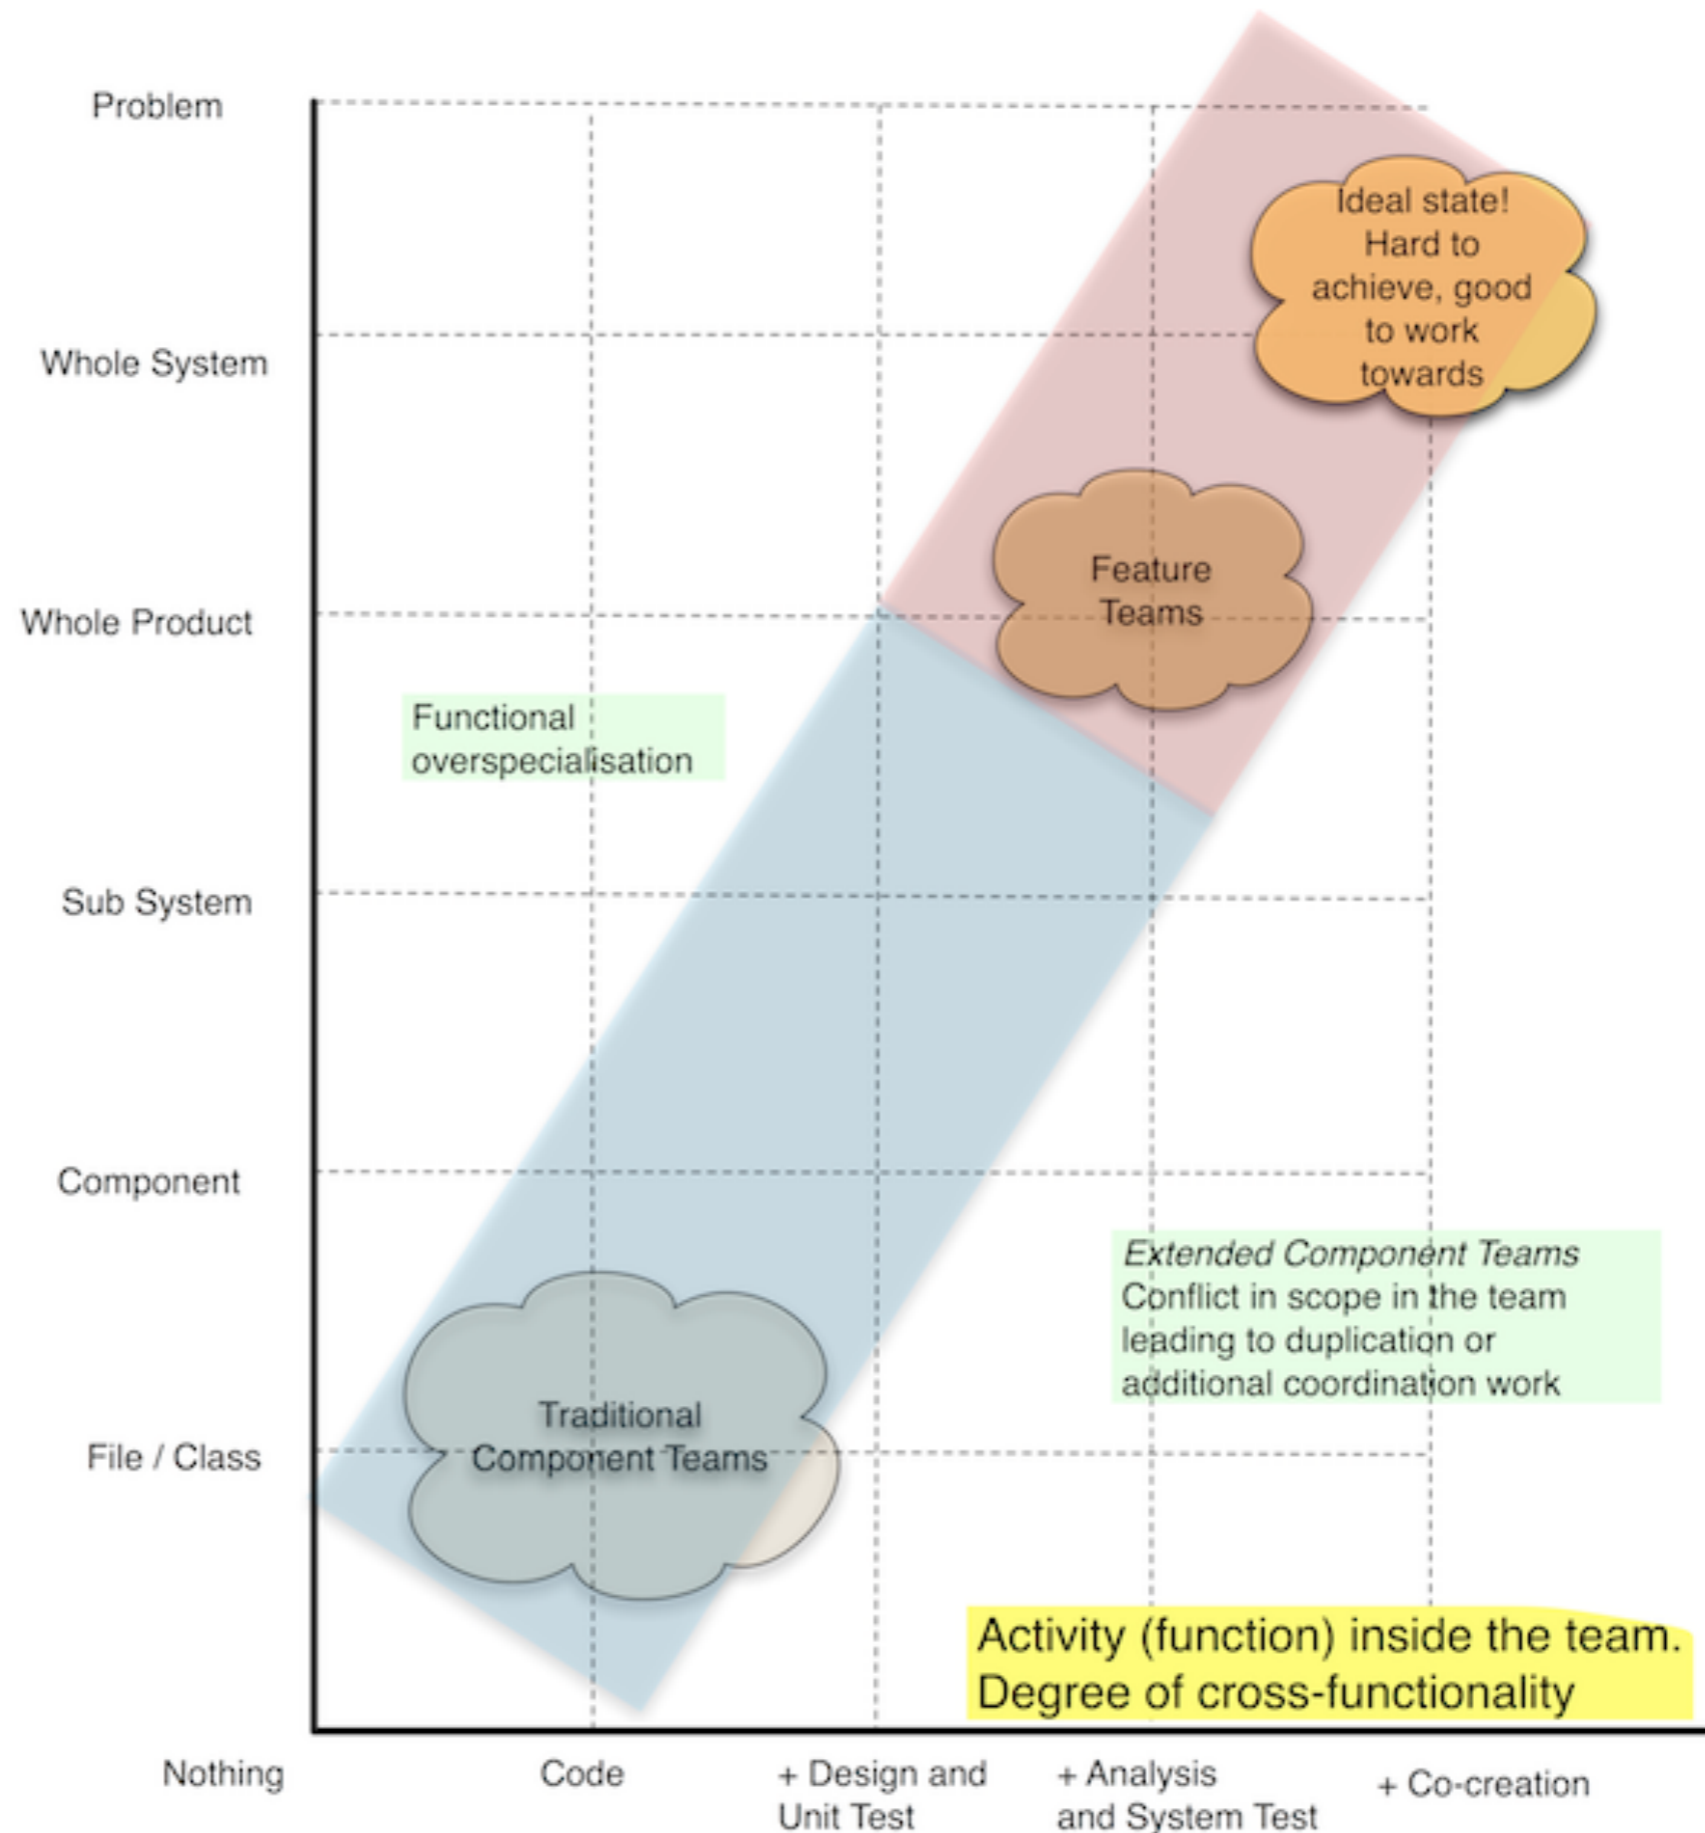 Problem
Ideal state!
Hard to
achieve, good
to work
towards
Whole System
Feature
Teams
Whole Product
Functional
overspecialisation
Sub System
Component
Extended Component Teams
Conflict in scope in the team
leading to duplication or
additional coordination work
Traditional
Component Teams
File / Class
Activity (function) inside the team.
Degree of cross-functionality
Nothing
Code
+ Design and
Unit Test
+ Analysis
and System Test
+ Co-creation